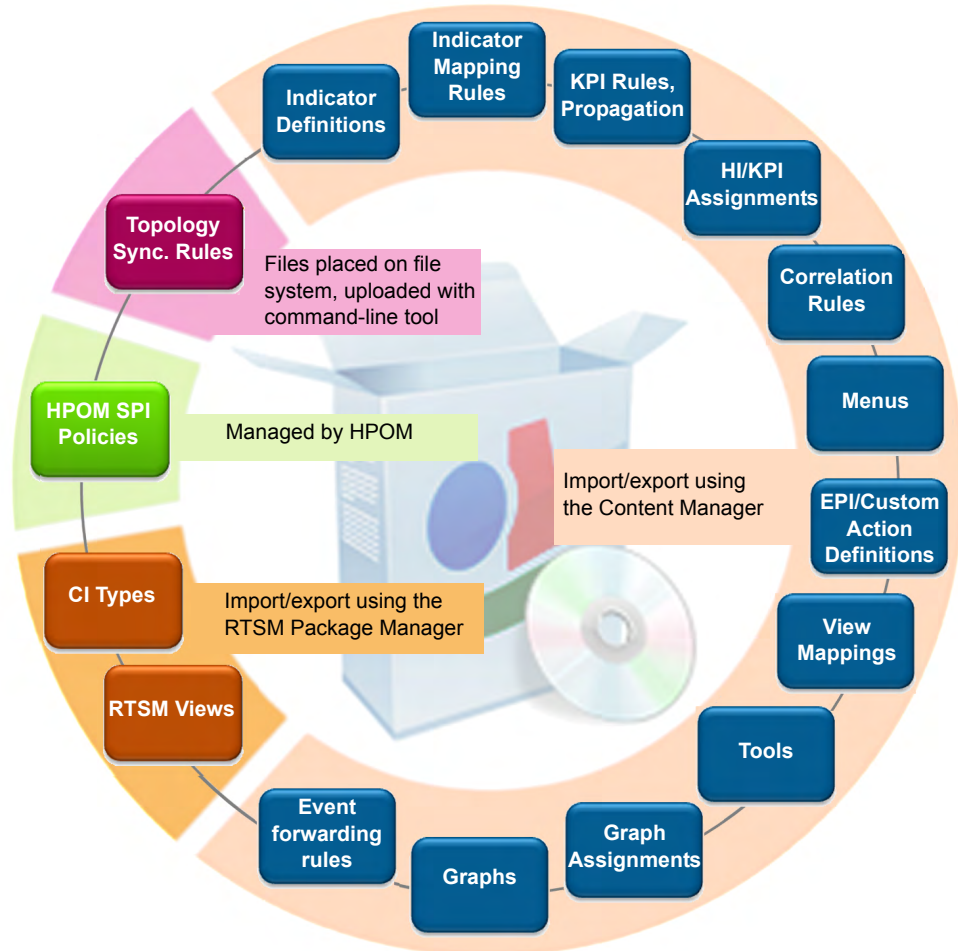 Indicator
Mapping
Rules
KPI Rules,
Propagation
Indicator
Definitions
HI/KPI
Assignments
Topology
Sync. Rules
Files placed on file
system, uploaded with
command-line tool
Correlation
Rules
Menus
HPOM SPI
Policies
Managed by HPOM
Import/export using
the Content Manager
EPI/Custom
Action
Definitions
CI Types
Import/export using the
RTSM Package Manager
View
Mappings
RTSM Views
Tools
Event
forwarding
rules
Graphs
Graph
Assignments